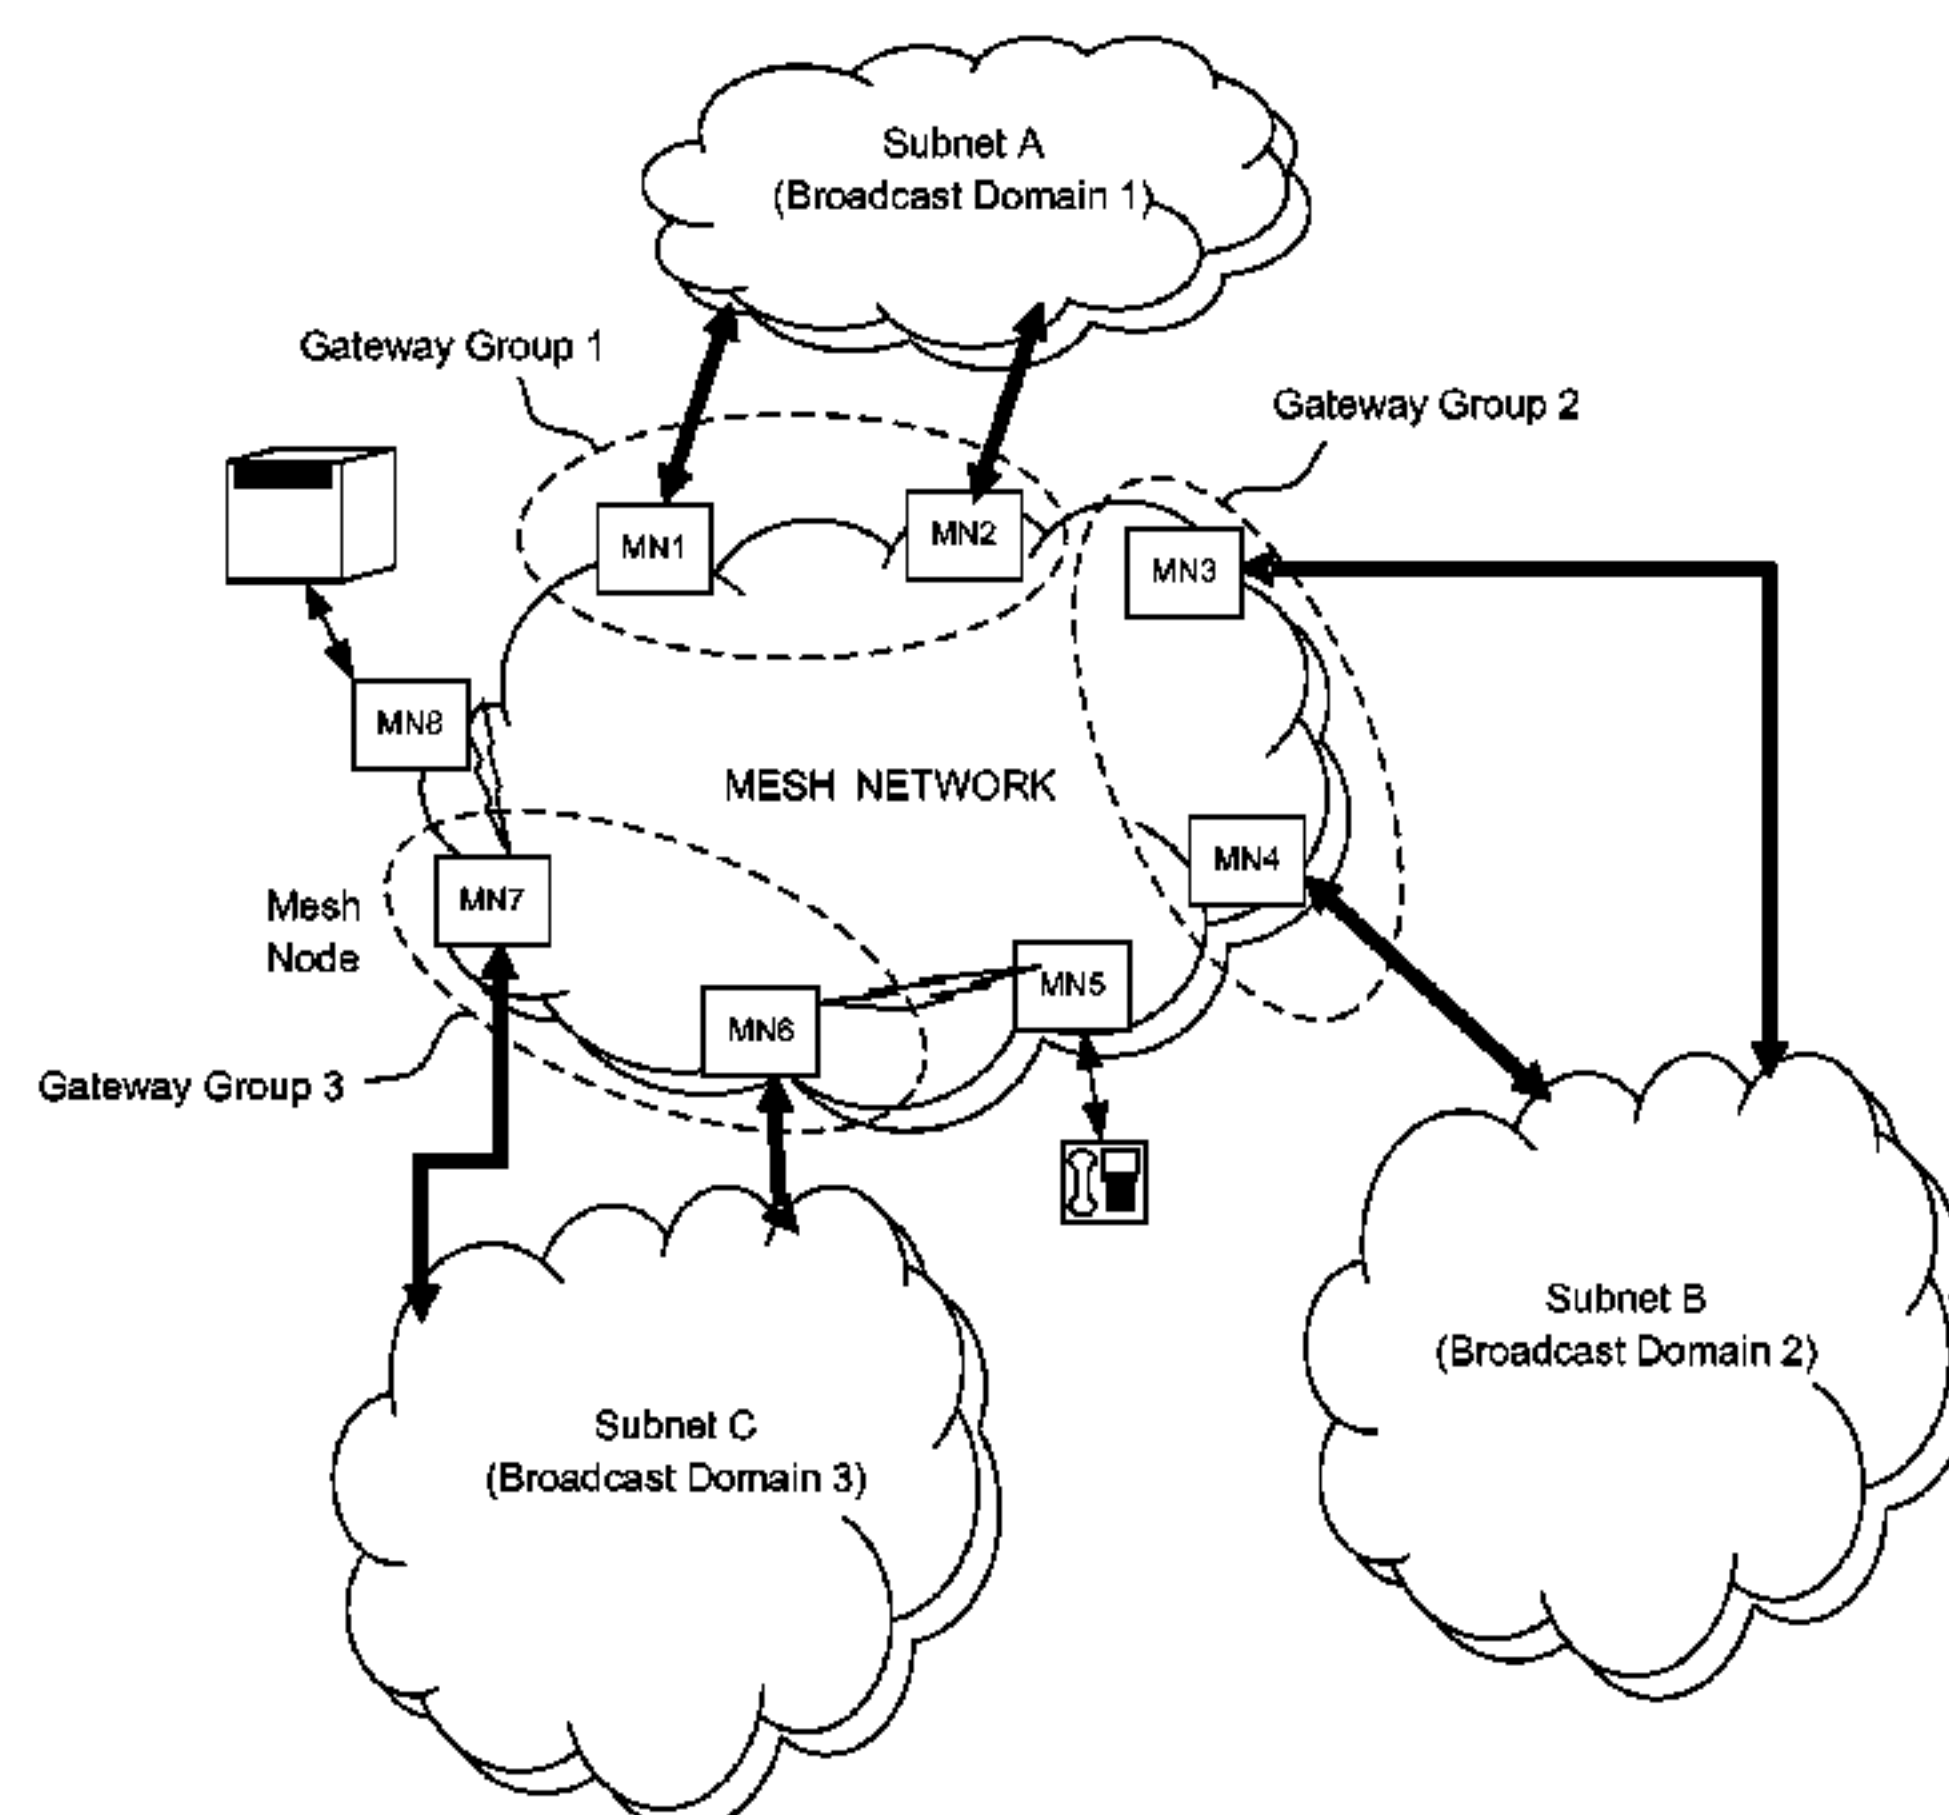 Subnet A
(Broadcast Domain 1)
Gateway Group 1
Gateway Group 2
MN1
MN2
MN3
MN8
MESH NETWORK
MN4
MN7
Mesh
Node
MN5
MN6
Gateway Group 3
Subnet B
(Broadcast Domain 2)
Subnet C
(Broadcast Domain 3)